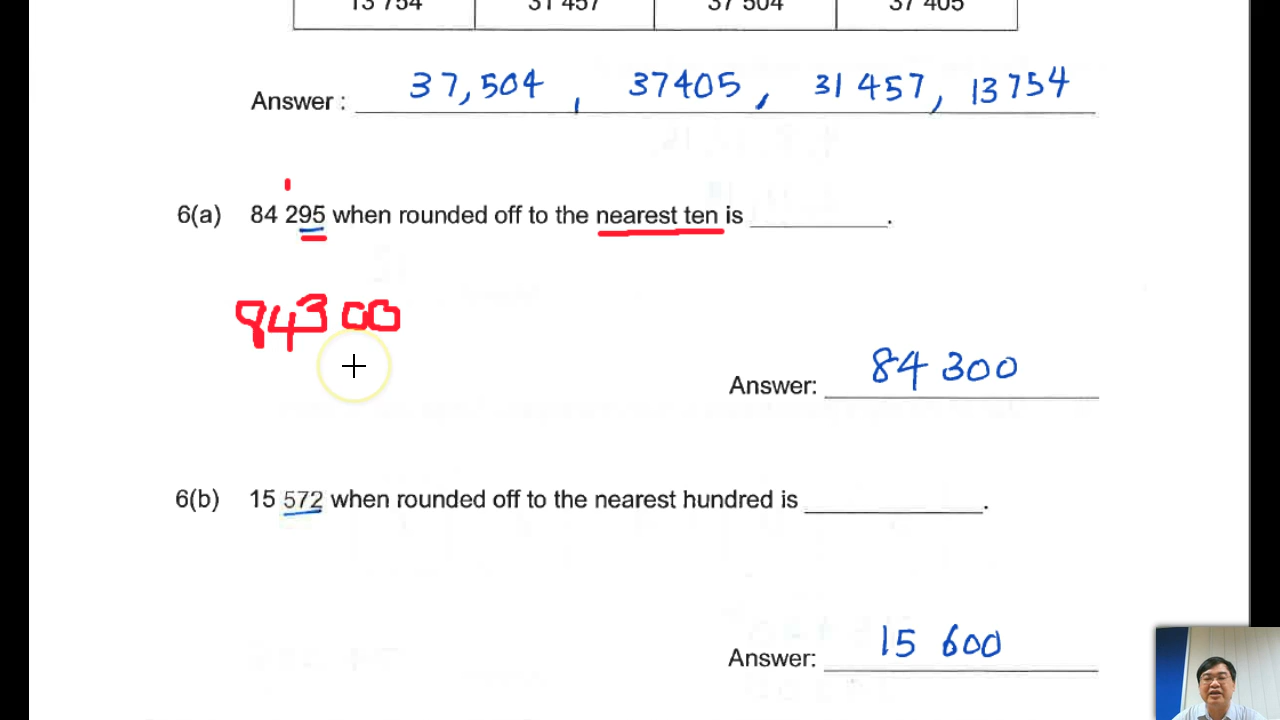 13 754 31 457 37 504 37 405
Answer : 37,504 , 37405 , 31 457, 13 754
6(a) 84 295 when rounded off to the nearest ten is ________.
84300
Answer: 84 300
6(b) 15 572 when rounded off to the nearest hundred is ________.
Answer: 15 600